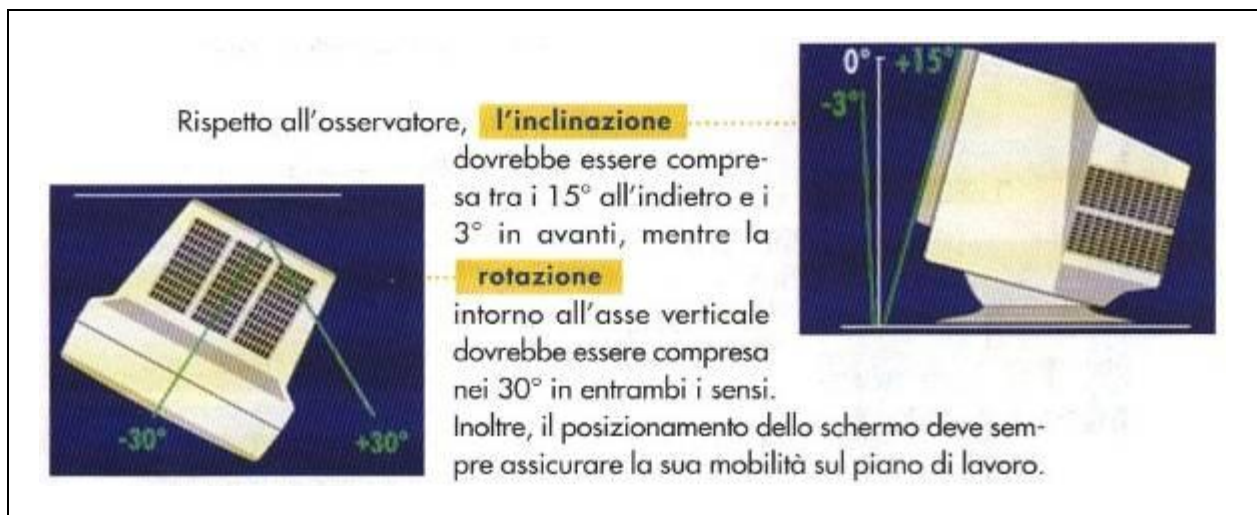 0° +15°
-3°
Rispetto all'osservatore, l'inclinazione
dovrebbe essere compre-
sa tra i 15° all'indietro e i
3° in avanti, mentre la
rotazione
intorno all'asse verticale
dovrebbe essere compresa
nei 30° in entrambi i sensi.
Inoltre, il posizionamento dello schermo deve sem-
pre assicurare la sua mobilità sul piano di lavoro.
-30° +30°